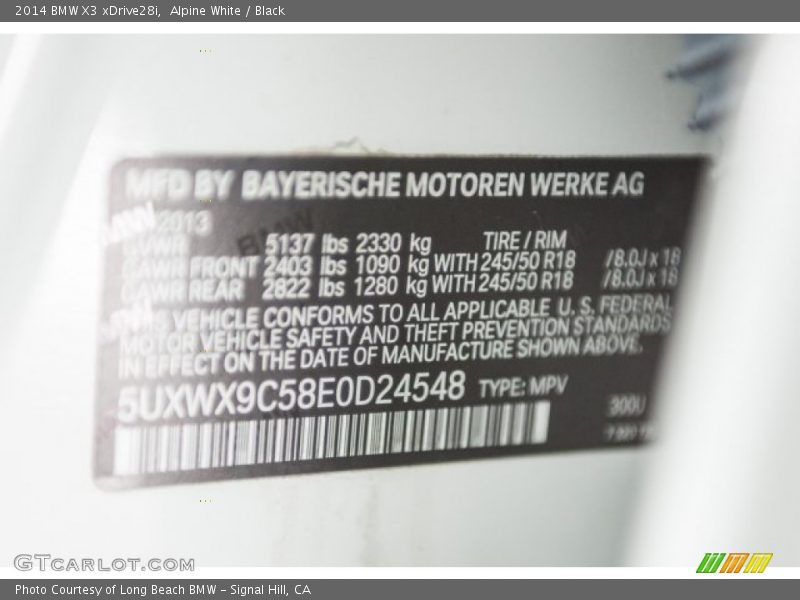 2014 BMW X3 xDrive28i, Alpine White / Black
MFD BY BAYERISCHE MOTOREN WERKE AG
2013
GVWR 5137 lbs 2330 kg TIRE / RIM
GAWR FRONT 2403 lbs 1090 kg WITH 245/50 R18 /8.0J x 18
GAWR REAR 2822 lbs 1280 kg WITH 245/50 R18 /8.0J x 18
THIS VEHICLE CONFORMS TO ALL APPLICABLE U. S. FEDERAL
MOTOR VEHICLE SAFETY AND THEFT PREVENTION STANDARDS
IN EFFECT ON THE DATE OF MANUFACTURE SHOWN ABOVE.
5UXWX9C58E0D24548 TYPE: MPV
300U
GTCARLOT.COM
Photo Courtesy of Long Beach BMW - Signal Hill, CA